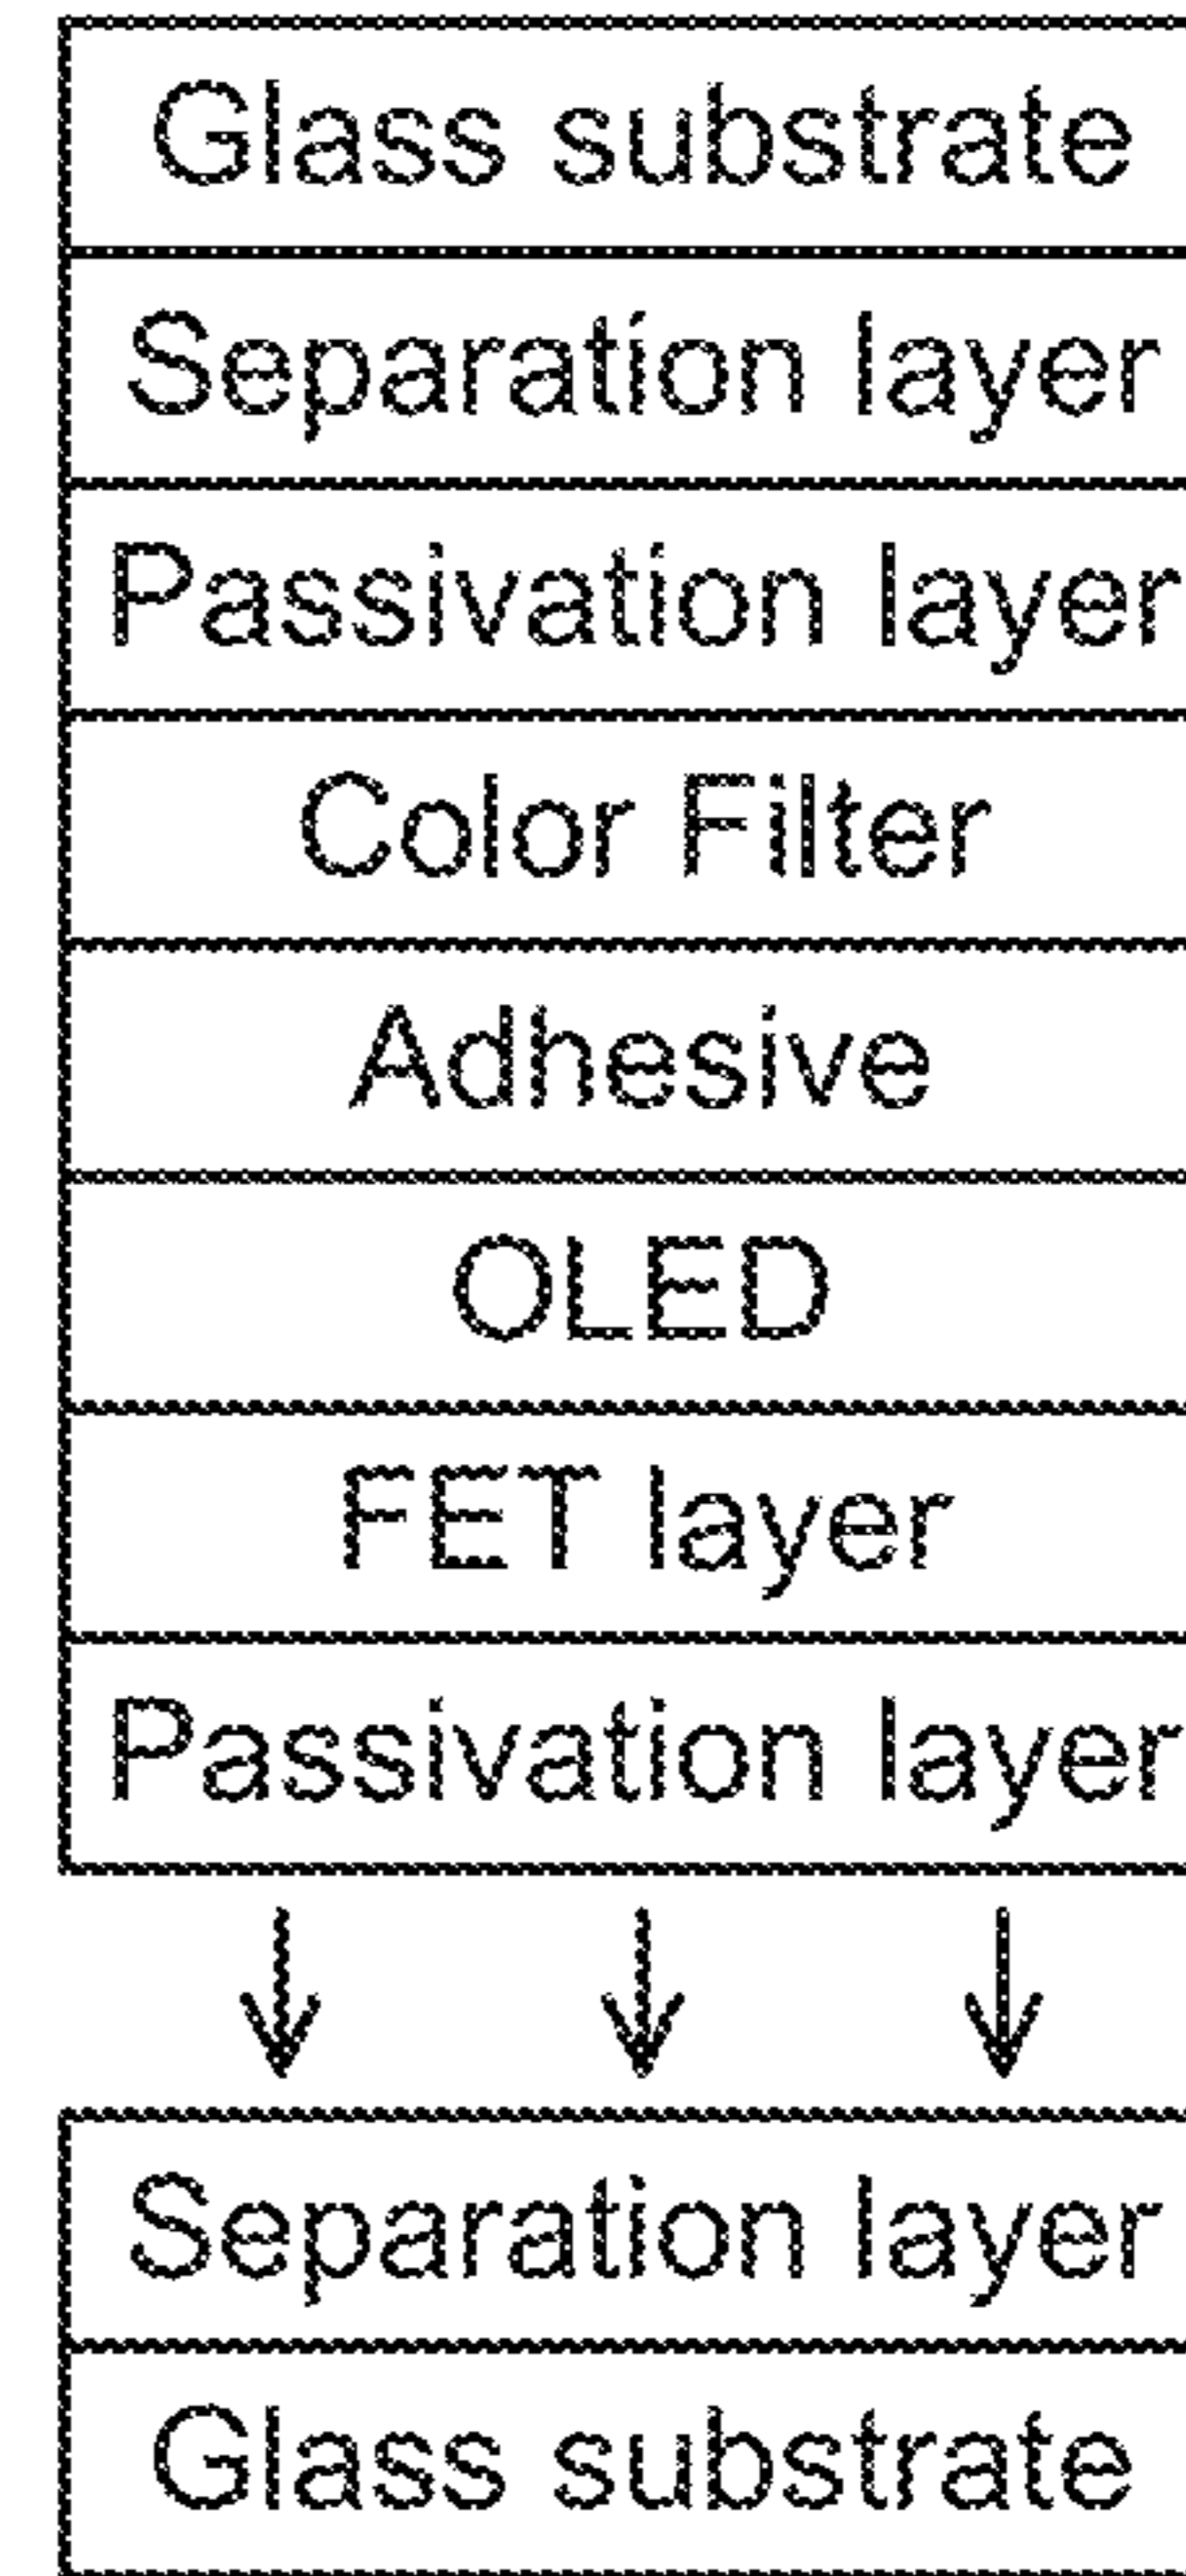 Glass substrate
Separation layer
Passivation layer
Color Filter
Adhesive
OLED
FET layer
Passivation layer
Separation layer
Glass substrate